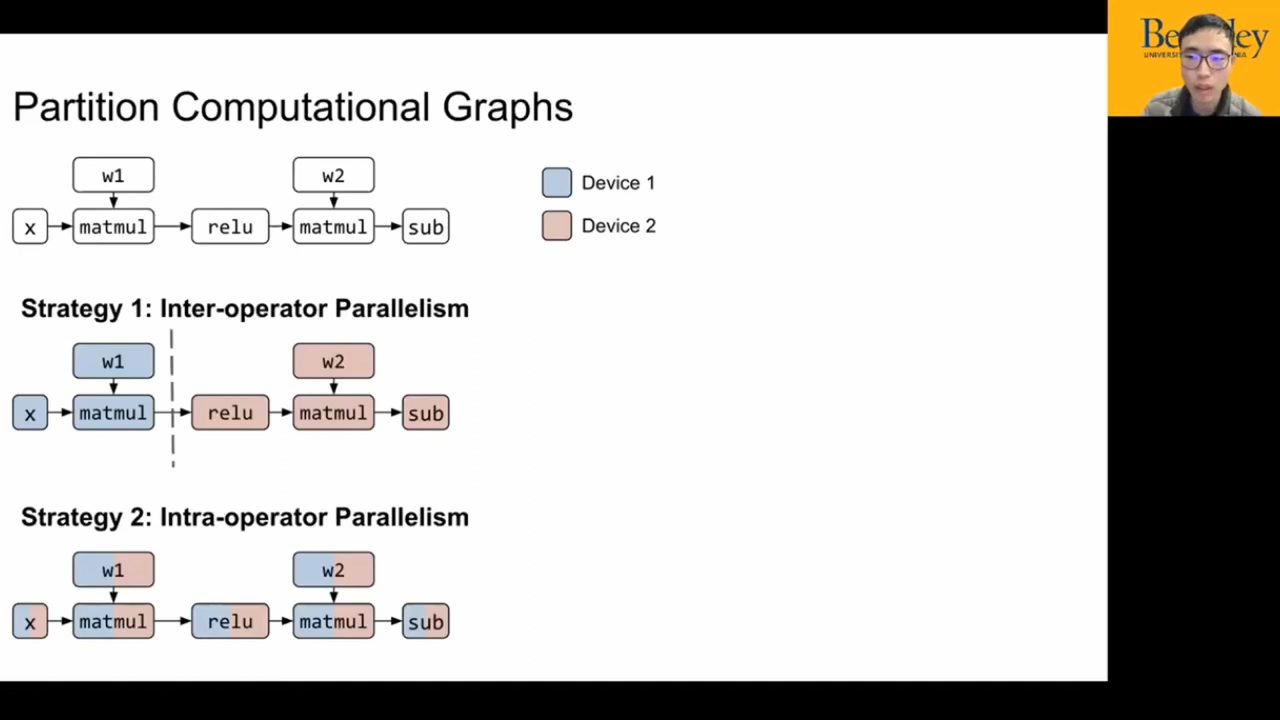 Partition Computational Graphs
w1 w2
x matmul relu matmul sub
Device 1
Device 2
Strategy 1: Inter-operator Parallelism
w1 w2
x matmul relu matmul sub
Strategy 2: Intra-operator Parallelism
w1 w2
x matmul relu matmul sub